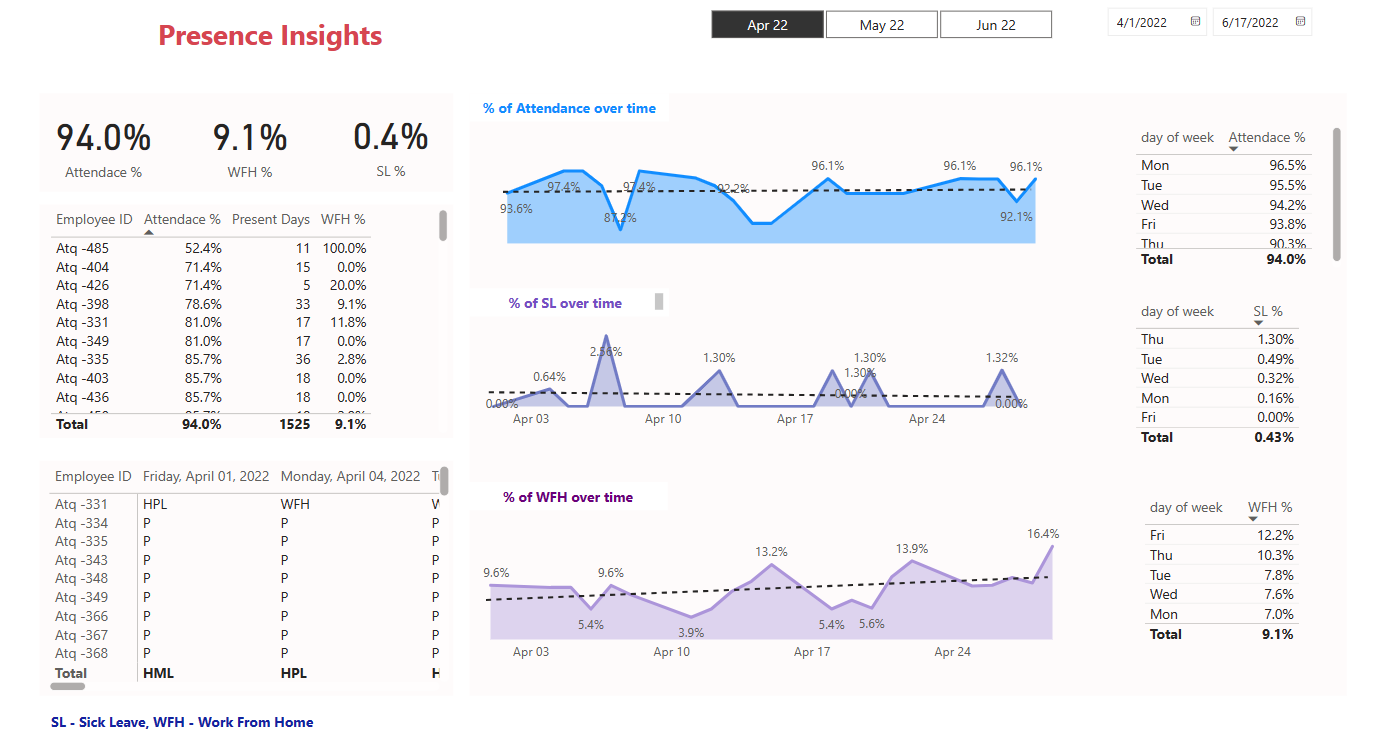 Presence Insights
Apr 22 May 22 Jun 22
4/1/2022 6/17/2022
94.0% 9.1% 0.4%
Attendace % WFH % SL %
Employee ID Attendace % Present Days WFH %
Atq -485 52.4% 11 100.0%
Atq -404 71.4% 15 0.0%
Atq -426 71.4% 5 20.0%
Atq -398 78.6% 33 9.1%
Atq -331 81.0% 17 11.8%
Atq -349 81.0% 17 0.0%
Atq -335 85.7% 36 2.8%
Atq -403 85.7% 18 0.0%
Atq -436 85.7% 18 0.0%
Total 94.0% 1525 9.1%
Employee ID Friday, April 01, 2022 Monday, April 04, 2022
Atq -331 HPL WFH
Atq -334 P P P
Atq -335 P P P
Atq -343 P P P
Atq -348 P P P
Atq -349 P P P
Atq -366 P P P
Atq -367 P P P
Atq -368 P P P
Total HML HPL
SL - Sick Leave, WFH - Work From Home
% of Attendance over time
93.6% 97.4% 87.2% 97.4% 92.2% 96.1% 96.1% 92.1% 96.1%
% of SL over time
0.00% 0.64% 2.56% 1.30% 0.00% 1.30% 1.30% 1.32% 0.00%
Apr 03 Apr 10 Apr 17 Apr 24
% of WFH over time
9.6% 5.4% 9.6% 3.9% 13.2% 5.4% 5.6% 13.9% 16.4%
Apr 03 Apr 10 Apr 17 Apr 24
day of week Attendace %
Mon 96.5%
Tue 95.5%
Wed 94.2%
Fri 93.8%
Thu 90.3%
Total 94.0%
day of week SL %
Thu 1.30%
Tue 0.49%
Wed 0.32%
Mon 0.16%
Fri 0.00%
Total 0.43%
day of week WFH %
Fri 12.2%
Thu 10.3%
Tue 7.8%
Wed 7.6%
Mon 7.0%
Total 9.1%